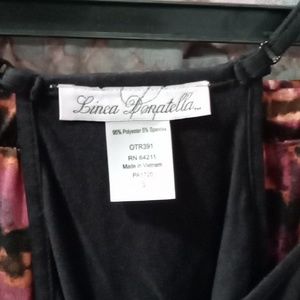 Linea Donatella...
95% Polyester 5% Spandex
OTR391
RN 64211
Made in Vietnam